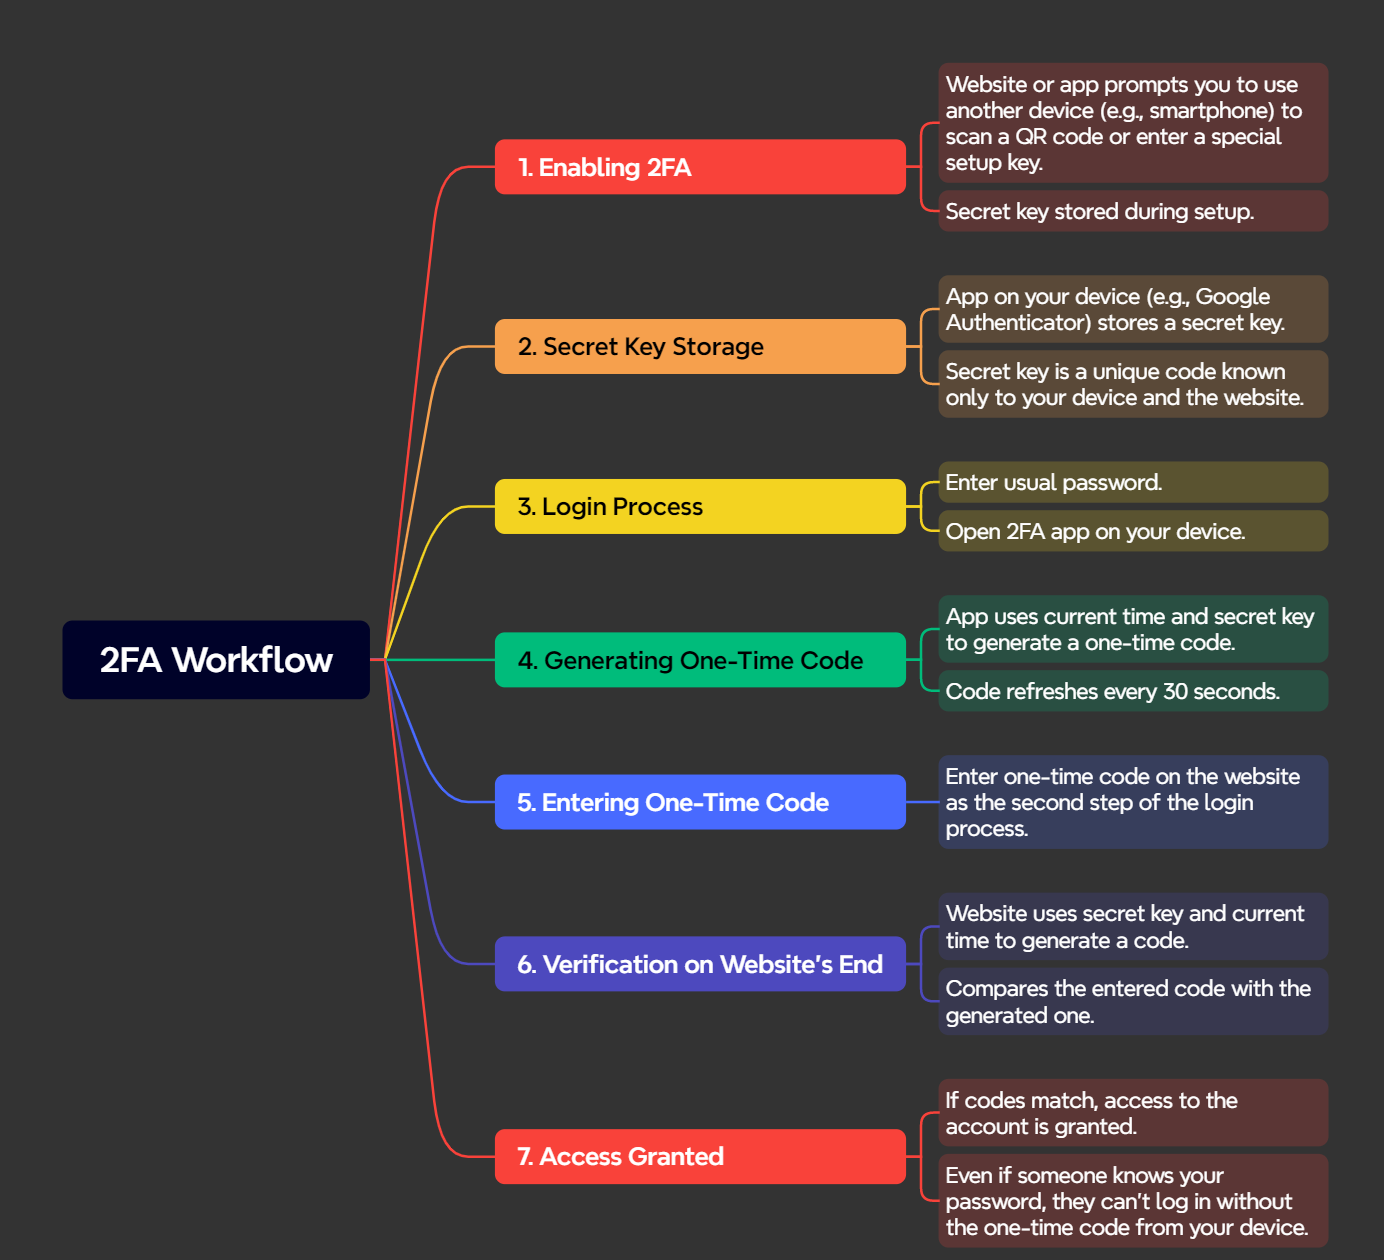 2FA Workflow
1. Enabling 2FA
Website or app prompts you to use
another device (e.g., smartphone) to
scan a QR code or enter a special
setup key.
Secret key stored during setup.
2. Secret Key Storage
App on your device (e.g., Google
Authenticator) stores a secret key.
Secret key is a unique code known
only to your device and the website.
3. Login Process
Enter usual password.
Open 2FA app on your device.
4. Generating One-Time Code
App uses current time and secret key
to generate a one-time code.
Code refreshes every 30 seconds.
5. Entering One-Time Code
Enter one-time code on the website
as the second step of the login
process.
6. Verification on Website's End
Website uses secret key and current
time to generate a code.
Compares the entered code with the
generated one.
7. Access Granted
If codes match, access to the
account is granted.
Even if someone knows your
password, they can't log in without
the one-time code from your device.